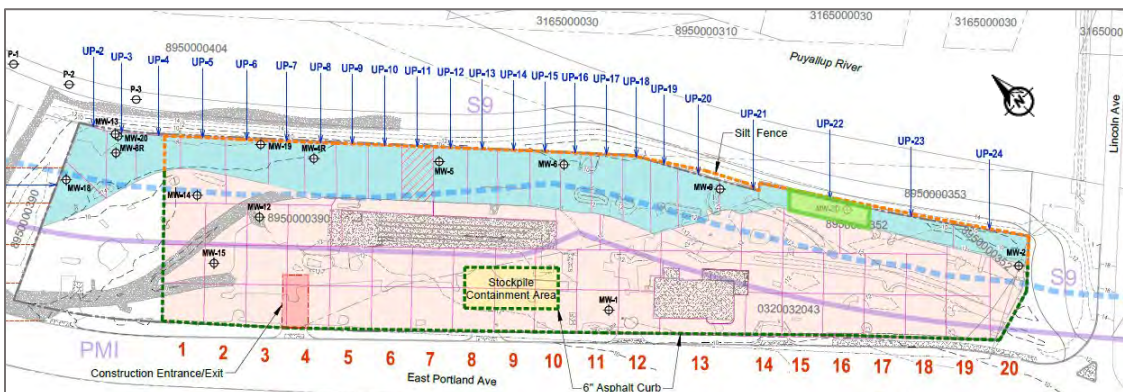 3165000030
3165000030
3165000030
3165000030
8950000310
8950000404
Puyallup River
Lincoln Ave
P-1
P-2
P-3
UP-2
UP-3
UP-4
UP-5
UP-6
UP-7
UP-8
UP-9
UP-10
UP-11
UP-12
UP-13
UP-14
UP-15
UP-16
UP-17
UP-18
UP-19
UP-20
UP-21
UP-22
UP-23
UP-24
S9
Silt Fence
N
MW-13
MW-20
MW-8R
MW-18
MW-19
MW-4R
MW-5
MW-6
MW-9
8950000353
MW-14
MW-12
8950000390
8950000390
8950000352
MW-15
MW-2
S9
Stockpile
Containment Area
MW-1
0320032043
PMI
1 2 3 4 5 6 7 8 9 10 11 12 13 14 15 16 17 18 19 20
Construction Entrance/Exit
East Portland Ave
6" Asphalt Curb